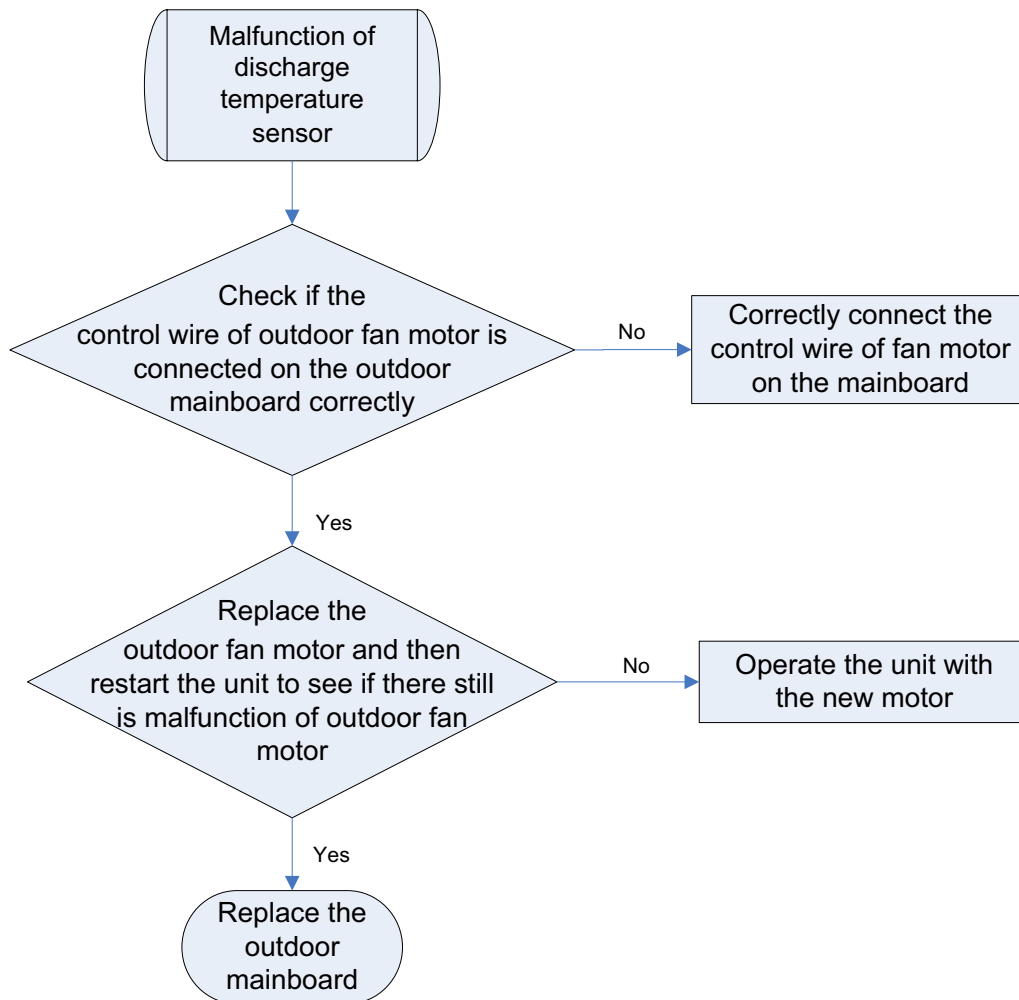 Malfunction of
discharge
temperature
sensor
Check if the
control wire of outdoor fan motor is
connected on the outdoor
mainboard correctly
No
Correctly connect the
control wire of fan motor
on the mainboard
Yes
Replace the
outdoor fan motor and then
restart the unit to see if there still
is malfunction of outdoor fan
motor
No
Operate the unit with
the new motor
Yes
Replace the
outdoor
mainboard